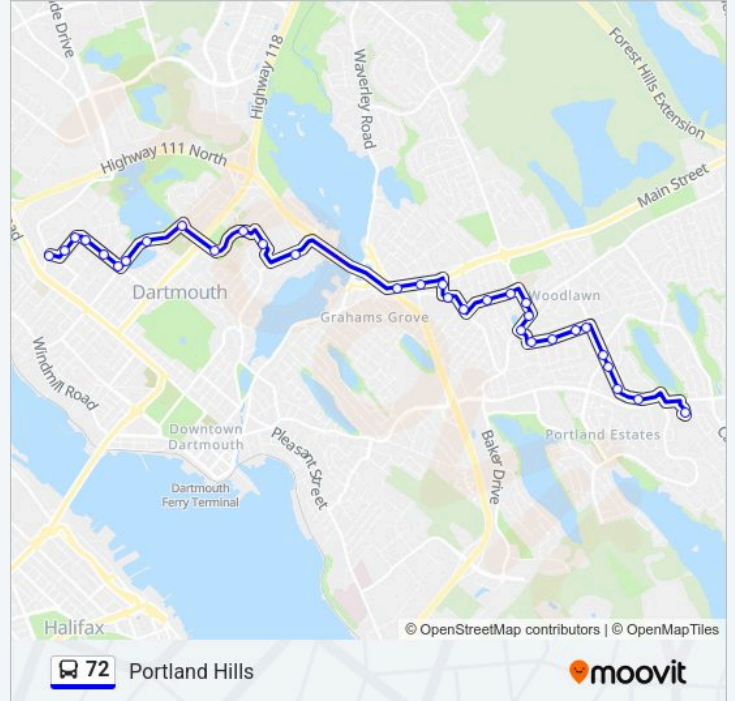 de Drive
Highway 118
Waverley Road
Forest Hills Extension
Highway 111 North
Main Street
Dartmouth
Woodlawn
Grahams Grove
Windmill Road
Downtown
Dartmouth
Pleasant Street
Baker Drive
Portland Estates
Dartmouth
Ferry Terminal
Halifax
© OpenStreetMap contributors | © OpenMapTiles
72 Portland Hills
moovit